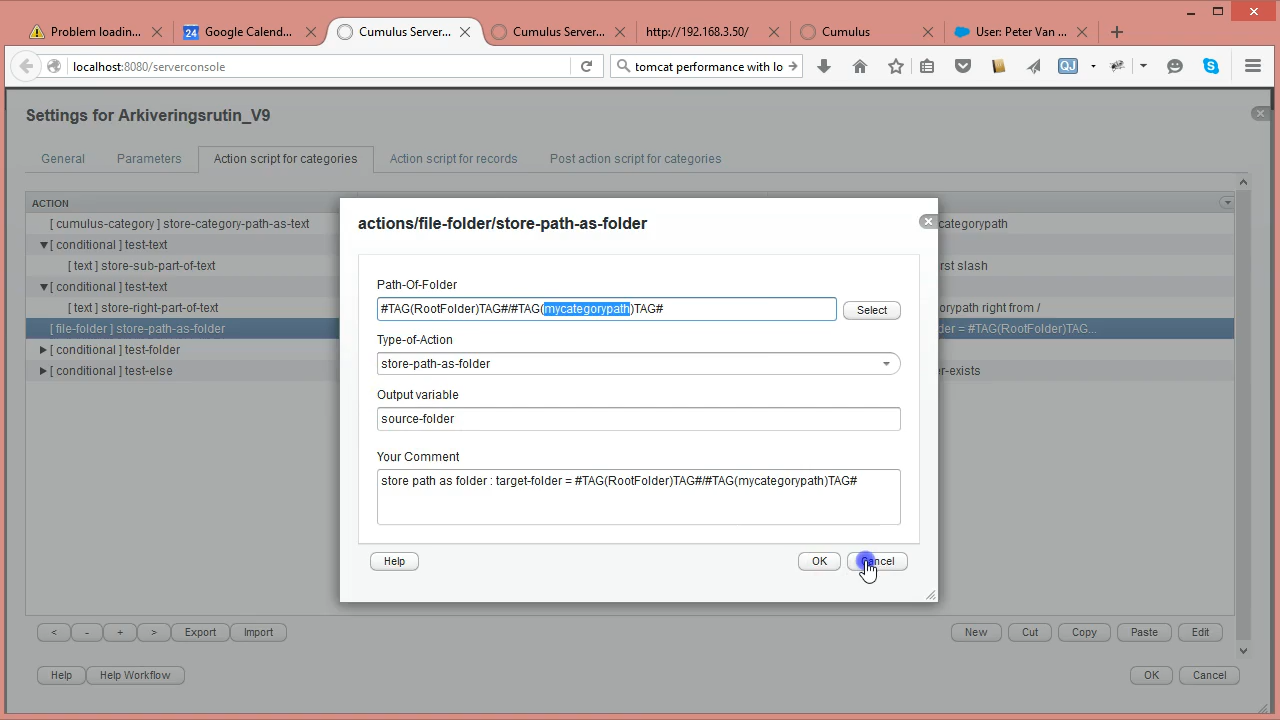 Problem loadin...
Google Calend...
Cumulus Server...
Cumulus Server...
http://192.168.3.50/
Cumulus
User: Peter Van ...
localhost:8080/serverconsole
tomcat performance with lo
Settings for Arkiveringsrutin_V9
General
Parameters
Action script for categories
Action script for records
Post action script for categories
ACTION
[ cumulus-category ] store-category-path-as-text
categorypath
[ conditional ] test-text
[ text ] store-sub-part-of-text
rst slash
[ conditional ] test-text
[ text ] store-right-part-of-text
rypath right from /
[ file-folder ] store-path-as-folder
der = #TAG(RootFolder)TAG...
[ conditional ] test-folder
[ conditional ] test-else
er-exists
actions/file-folder/store-path-as-folder
Path-Of-Folder
#TAG(RootFolder)TAG#/#TAG(mycategorypath)TAG#
Select
Type-of-Action
store-path-as-folder
Output variable
source-folder
Your Comment
store path as folder : target-folder = #TAG(RootFolder)TAG#/#TAG(mycategorypath)TAG#
Help
OK
Cancel
< - + > Export Import
New Cut Copy Paste Edit
Help Help Workflow
OK Cancel